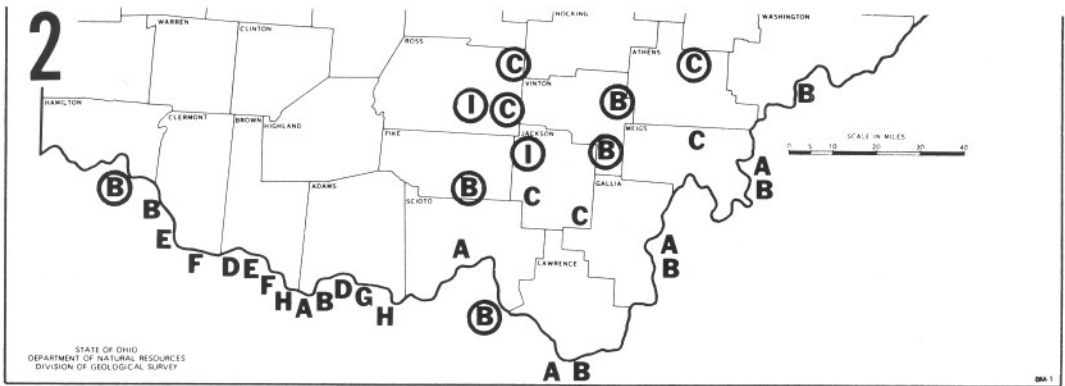 2
WARREN
CLINTON
ROSS
HOCKING
WASHINGTON
ATHENS
C
C
VINTON
HAMILTON
CLERMONT
BROWN
HIGHLAND
I
C
B
B
PIKE
JACKSON
MEIGS
C
SCALE IN MILES
0 5 10 20 30 40
I
B
A
B
B
B
ADAMS
SCIOTO
B
C
GALLIA
B
E
C
F
D
E
F
H
A
B
D
G
H
A
LAWRENCE
A
B
B
A B
STATE OF OHIO
DEPARTMENT OF NATURAL RESOURCES
DIVISION OF GEOLOGICAL SURVEY
BM-1